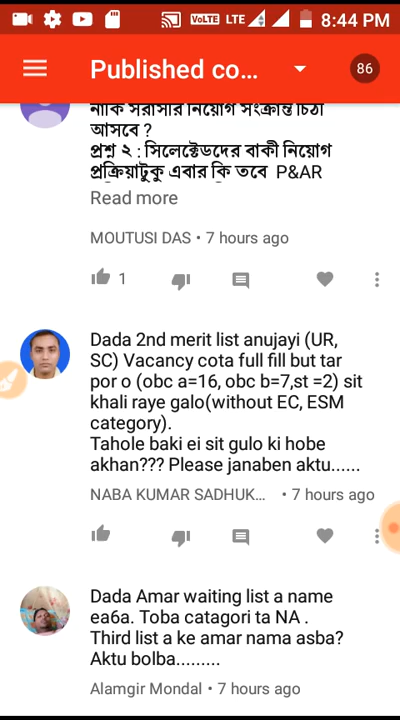 VoLTE LTE 8:44 PM
Published co... 86
নাকি সরাসরি নিয়োগ সংক্রান্ত চিঠি
আসবে ?
প্রশ্ন ২ : সিলেক্টেডদের বাকী নিয়োগ
প্রক্রিয়াটুকু এবার কি তবে P&AR
Read more
MOUTUSI DAS • 7 hours ago
1
Dada 2nd merit list anujayi (UR,
SC) Vacancy cota full fill but tar
por o (obc a=16, obc b=7,st =2) sit
khali raye galo(without EC, ESM
category).
Tahole baki ei sit gulo ki hobe
akhan??? Please janaben aktu......
NABA KUMAR SADHUK... • 7 hours ago
Dada Amar waiting list a name
ea6a. Toba catagori ta NA .
Third list a ke amar nama asba?
Aktu bolba.........
Alamgir Mondal • 7 hours ago